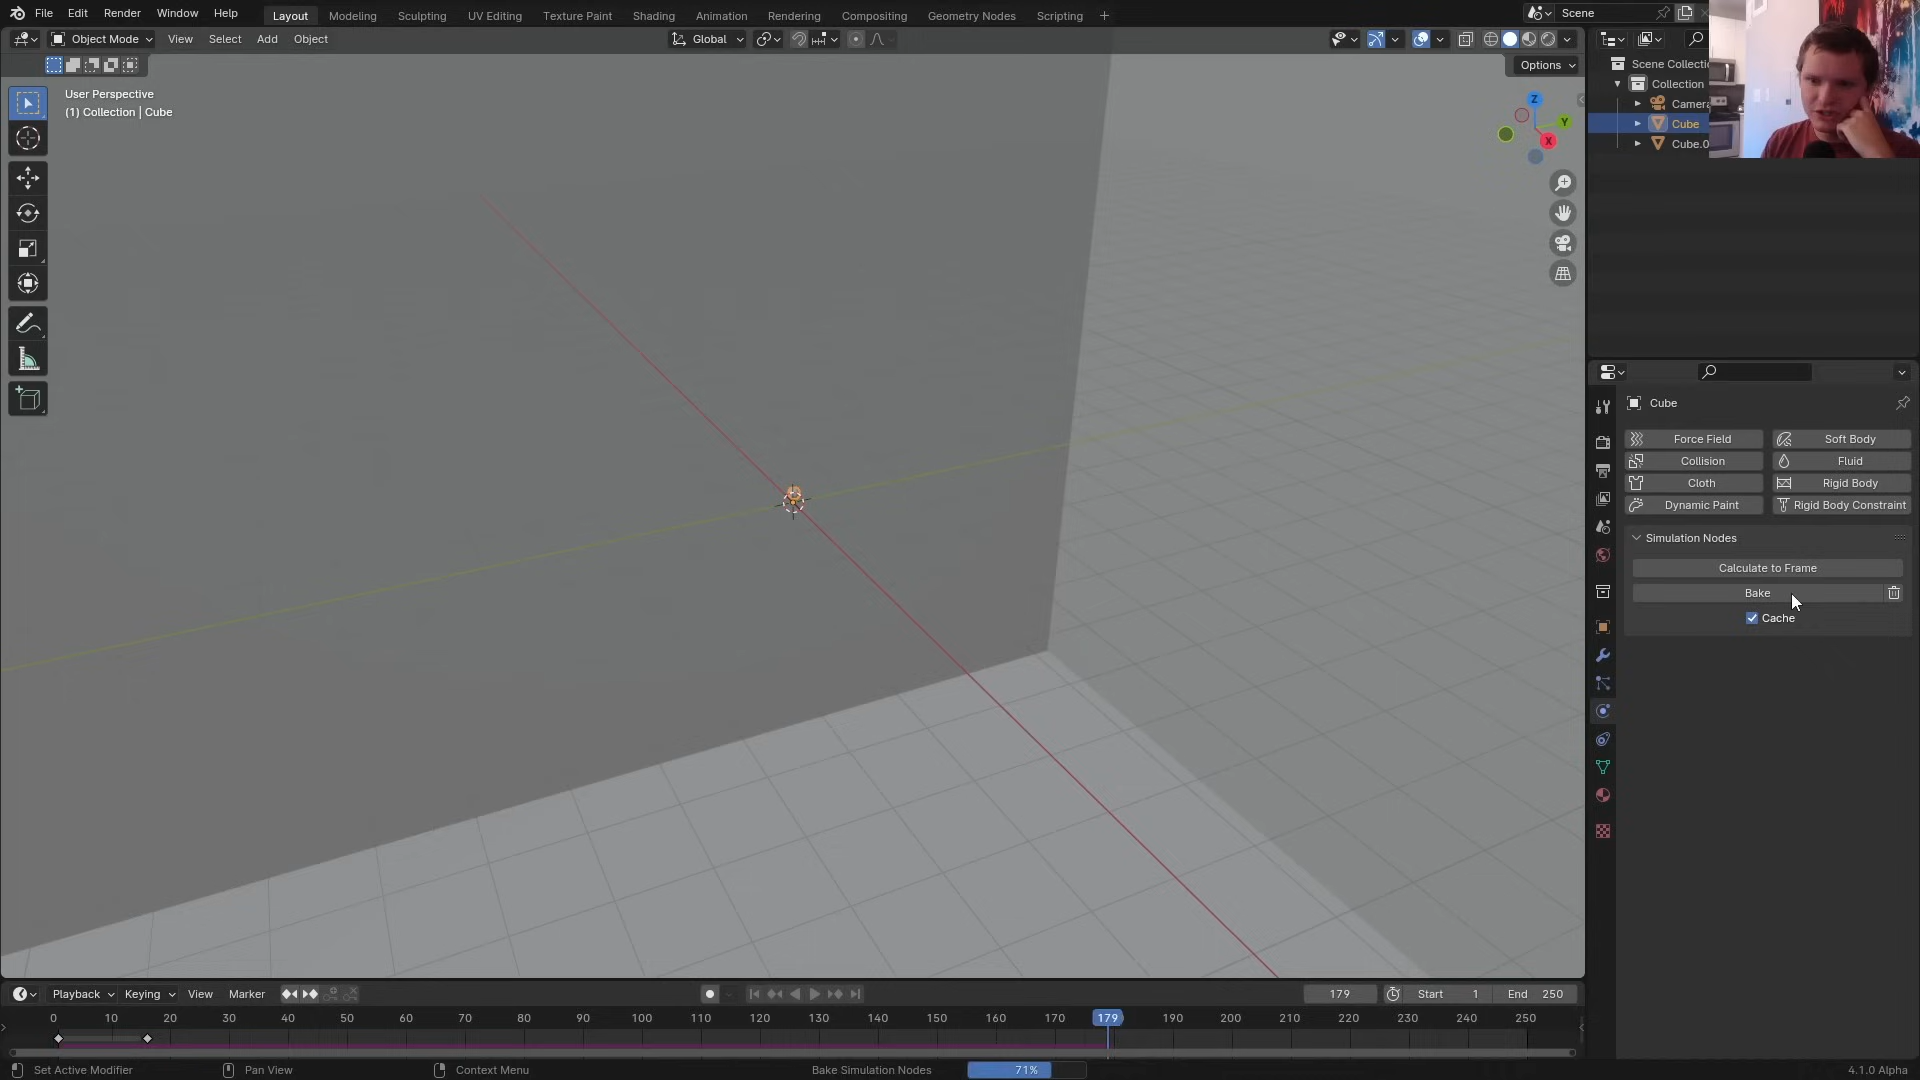 File Edit Render Window Help
Layout Modeling Sculpting UV Editing Texture Paint Shading Animation Rendering Compositing Geometry Nodes Scripting +
Scene
Object Mode View Select Add Object
Global
Options
User Perspective
(1) Collection | Cube
Z
Y
X
Scene Collecti
Collection
Camera
Cube
Cube.0
Cube
Force Field Soft Body
Collision Fluid
Cloth Rigid Body
Dynamic Paint Rigid Body Constraint
Simulation Nodes
Calculate to Frame
Bake
Cache
Playback Keying View Marker
179 Start 1 End 250
0 10 20 30 40 50 60 70 80 90 100 110 120 130 140 150 160 170 179 190 200 210 220 230 240 250
Set Active Modifier Pan View Context Menu Bake Simulation Nodes 71% 4.1.0 Alpha